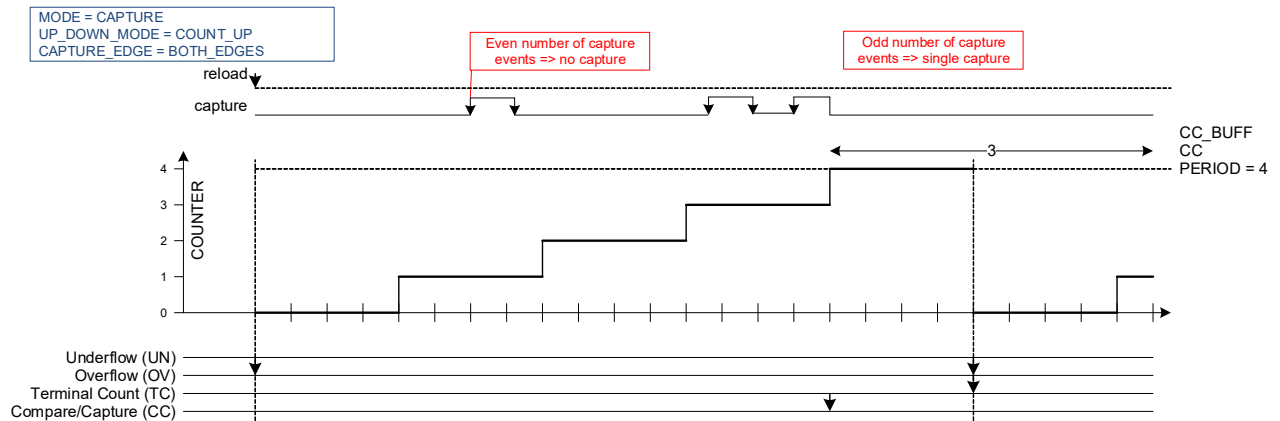 MODE = CAPTURE
UP_DOWN_MODE = COUNT_UP
CAPTURE_EDGE = BOTH_EDGES
Even number of capture
events => no capture
Odd number of capture
events => single capture
reload
capture
CC_BUFF
3
CC
PERIOD = 4
4
3
2
1
0
COUNTER
Underflow (UN)
Overflow (OV)
Terminal Count (TC)
Compare/Capture (CC)